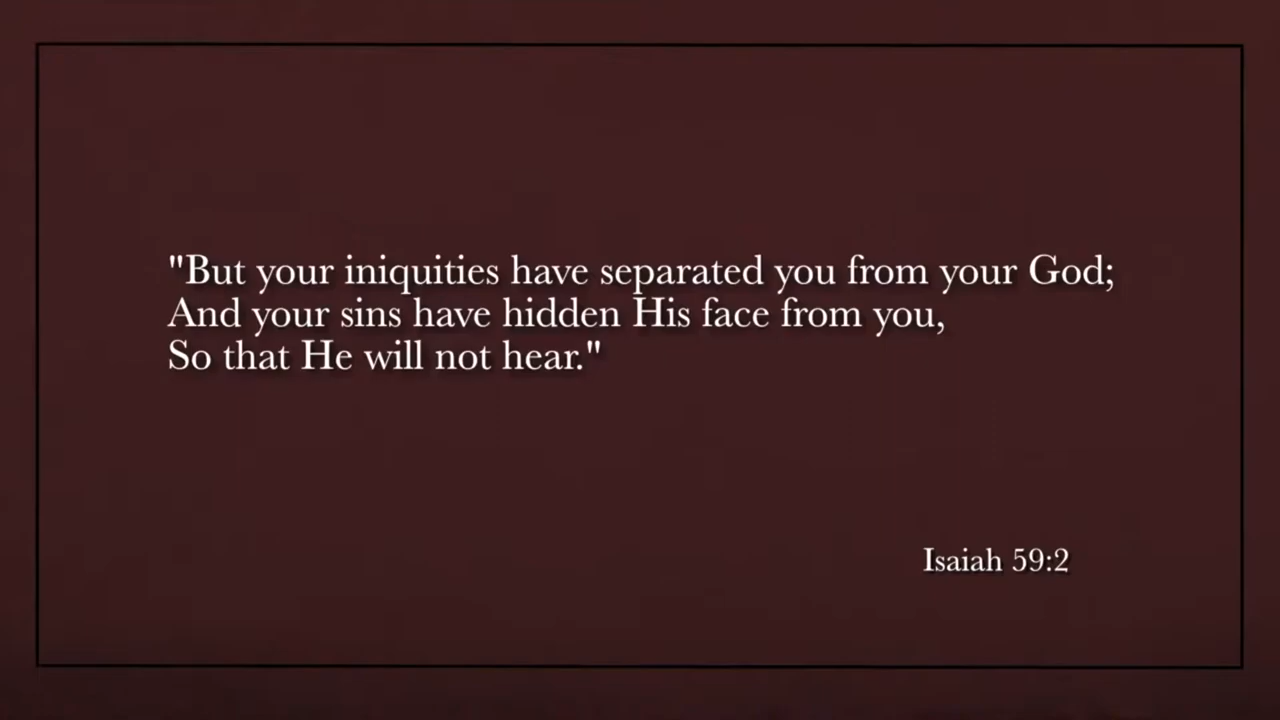 "But your iniquities have separated you from your God;
And your sins have hidden His face from you,
So that He will not hear."
Isaiah 59:2